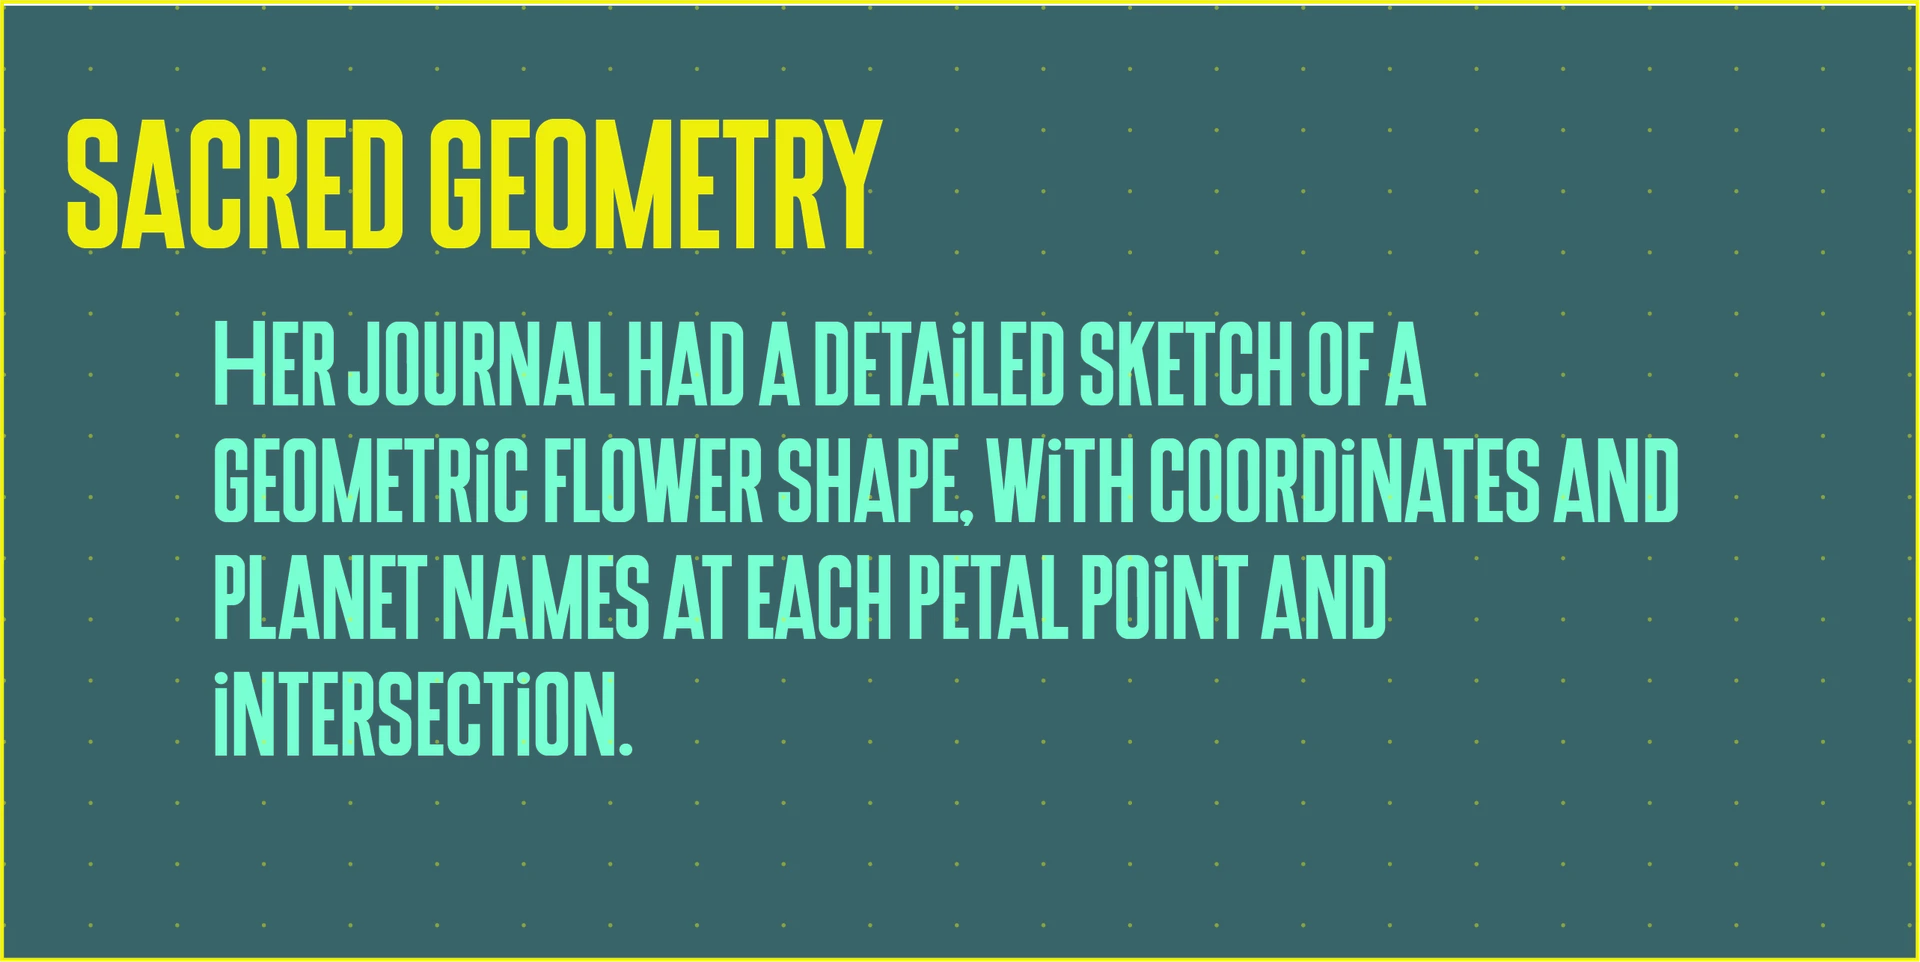 SACRED GEOMETRY
HER JOURNAL HAD A DETAiLED SKETCH OF A
GEOMETRiC FLOWER SHAPE, WiTH COORDiNATES AND
PLANET NAMES AT EACH PETAL POiNT AND
iNTERSECTiON.